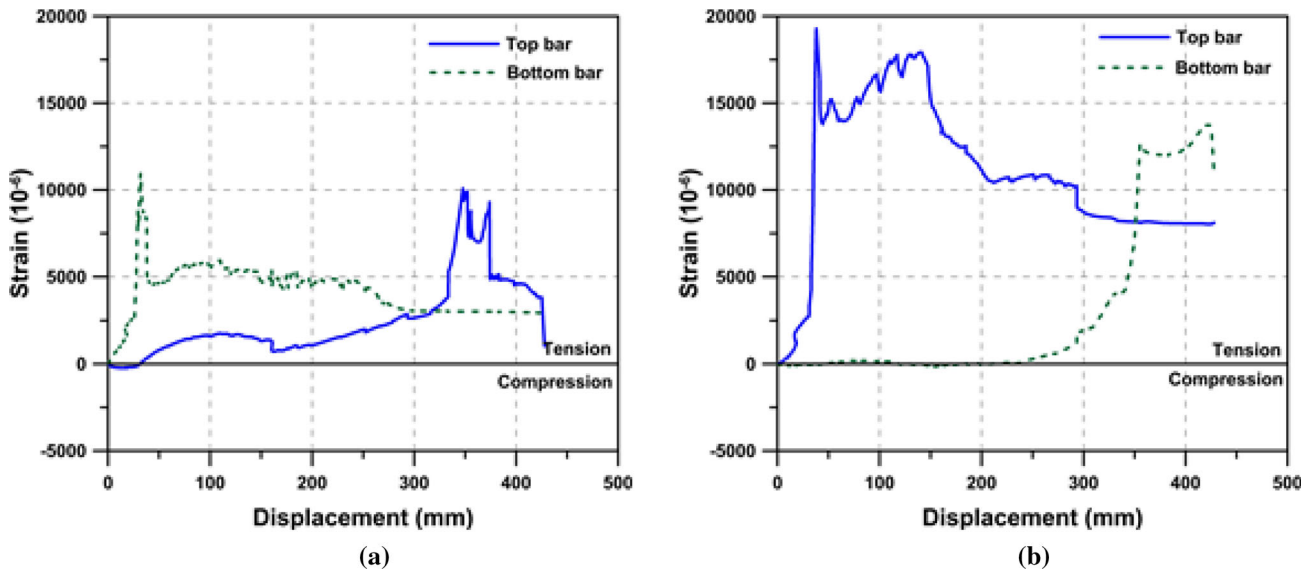 20000
15000
10000
5000
0
-5000
Strain (10⁻⁶)
Top bar
Bottom bar
Tension
Compression
0 100 200 300 400 500
Displacement (mm)
(a)
20000
15000
10000
5000
0
-5000
Strain (10⁻⁶)
Top bar
Bottom bar
Tension
Compression
0 100 200 300 400 500
Displacement (mm)
(b)